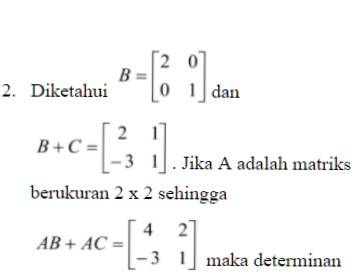 2. Diketahui B = [2 0; 0 1] dan
B + C = [2 1; -3 1]. Jika A adalah matriks
berukuran 2 x 2 sehingga
AB + AC = [4 2; -3 1] maka determinan